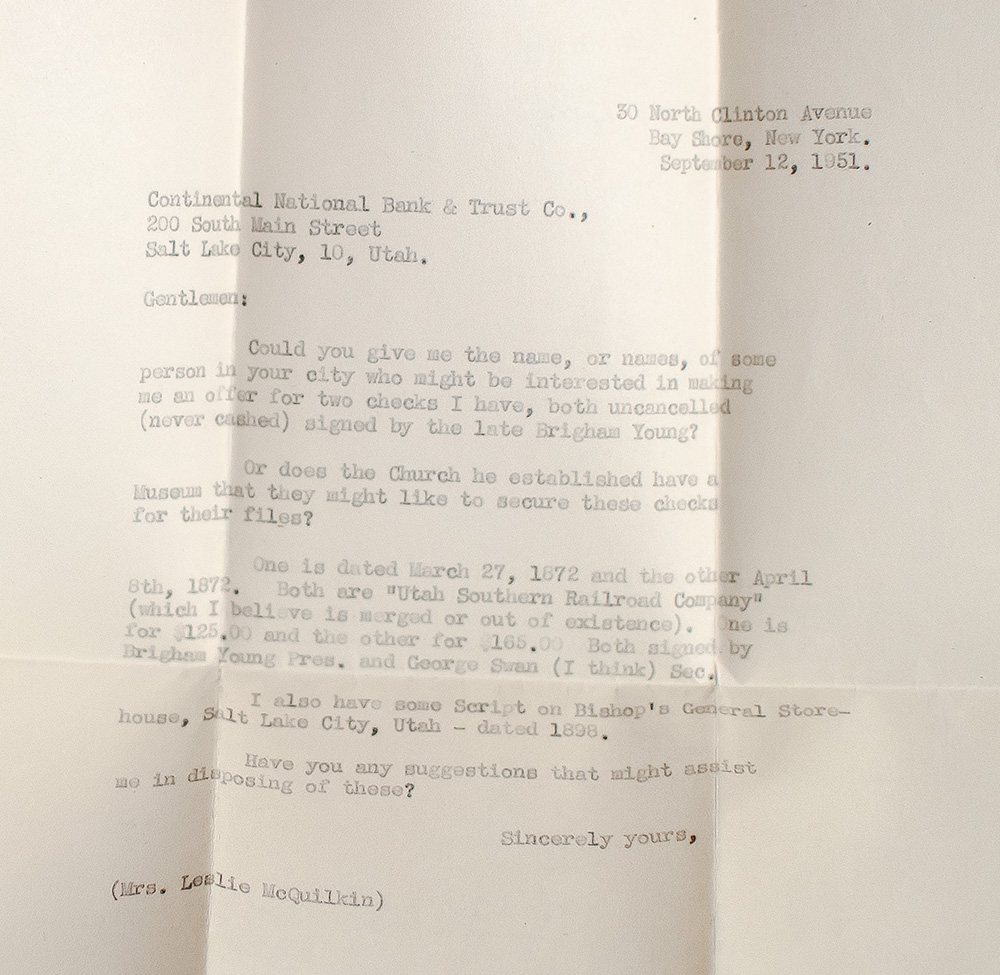 30 North Clinton Avenue
Bay Shore, New York.
September 12, 1951.
Continental National Bank & Trust Co.,
200 South Main Street
Salt Lake City, 10, Utah.
Gentlemen:
Could you give me the name, or names, of some
person in your city who might be interested in making
me an offer for two checks I have, both uncancelled
(never cashed) signed by the late Brigham Young?
Or does the Church he established have a
Museum that they might like to secure these checks
for their files?
One is dated March 27, 1872 and the other April
8th, 1872. Both are "Utah Southern Railroad Company"
(which I believe is merged or out of existence). One is
for $125.00 and the other for $165.00 Both signed by
Brigham Young Pres. and George Swan (I think) Sec.
I also have some Script on Bishop's General Store-
house, Salt Lake City, Utah - dated 1898.
Have you any suggestions that might assist
me in disposing of these?
Sincerely yours,
(Mrs. Leslie McQuilkin)